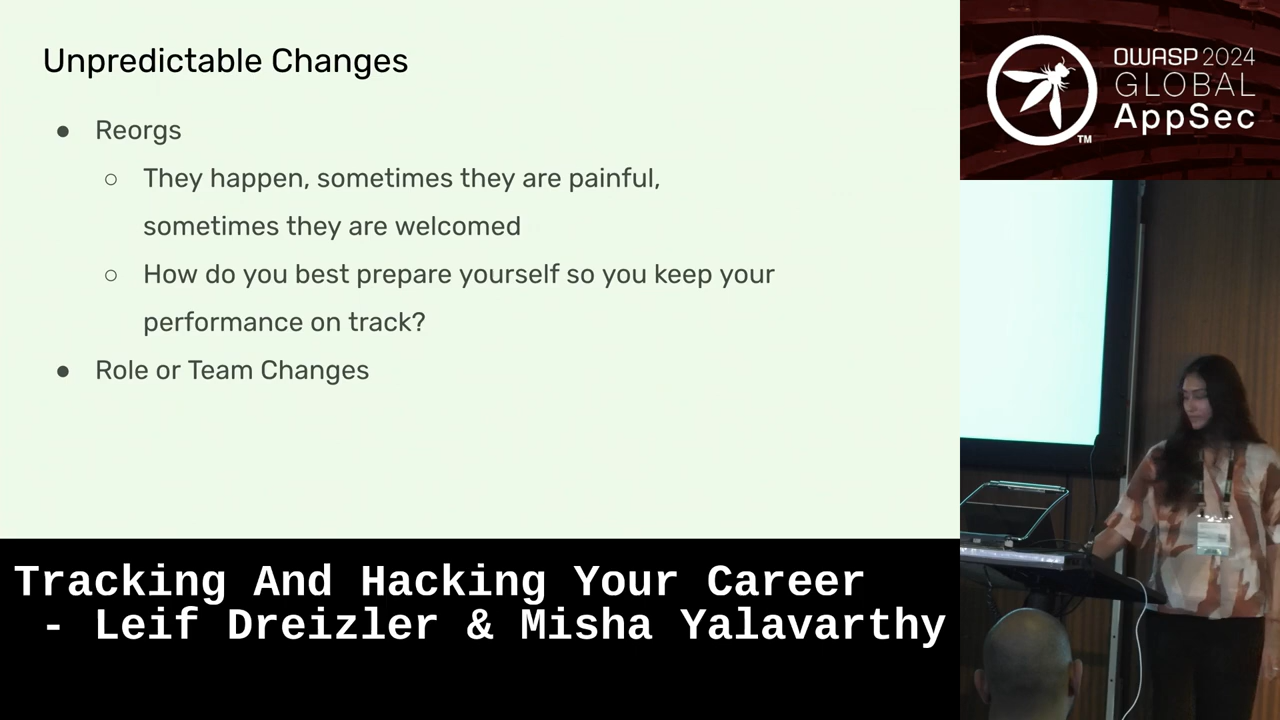 Unpredictable Changes
● Reorgs
○ They happen, sometimes they are painful,
sometimes they are welcomed
○ How do you best prepare yourself so you keep your
performance on track?
● Role or Team Changes
OWASP 2024
GLOBAL
AppSec
TM
Tracking And Hacking Your Career
- Leif Dreizler & Misha Yalavarthy